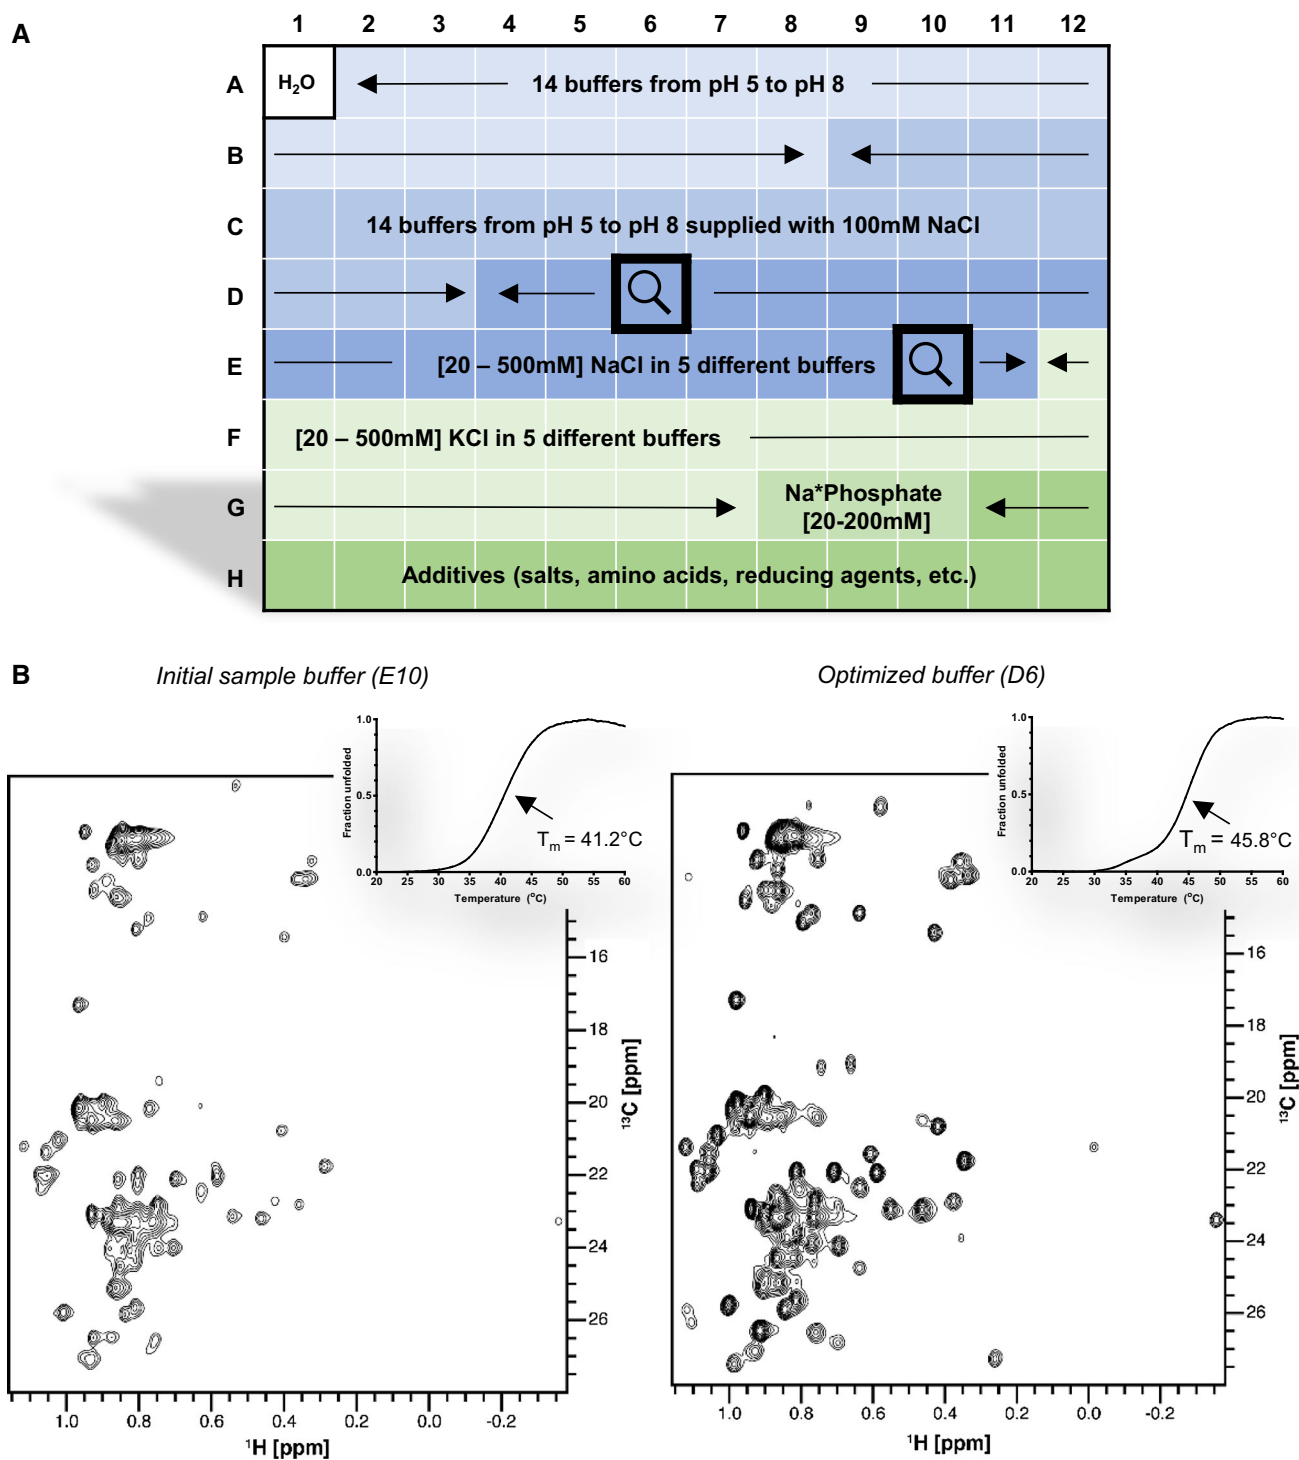 A
1 2 3 4 5 6 7 8 9 10 11 12
A H₂O 14 buffers from pH 5 to pH 8
B
C 14 buffers from pH 5 to pH 8 supplied with 100mM NaCl
D
E [20 – 500mM] NaCl in 5 different buffers
F [20 – 500mM] KCl in 5 different buffers
G Na*Phosphate
[20-200mM]
H Additives (salts, amino acids, reducing agents, etc.)
B
Initial sample buffer (E10)
Fraction unfolded
1.0
0.5
0.0
Tm = 41.2°C
20 25 30 35 40 45 50 55 60
Temperature (°C)
16
18
20
22
24
26
¹³C [ppm]
1.0 0.8 0.6 0.4 0.2 0.0 -0.2
¹H [ppm]
Optimized buffer (D6)
Fraction unfolded
1.0
0.5
0.0
Tm = 45.8°C
20 25 30 35 40 45 50 55 60
Temperature (°C)
16
18
20
22
24
26
¹³C [ppm]
1.0 0.8 0.6 0.4 0.2 0.0 -0.2
¹H [ppm]